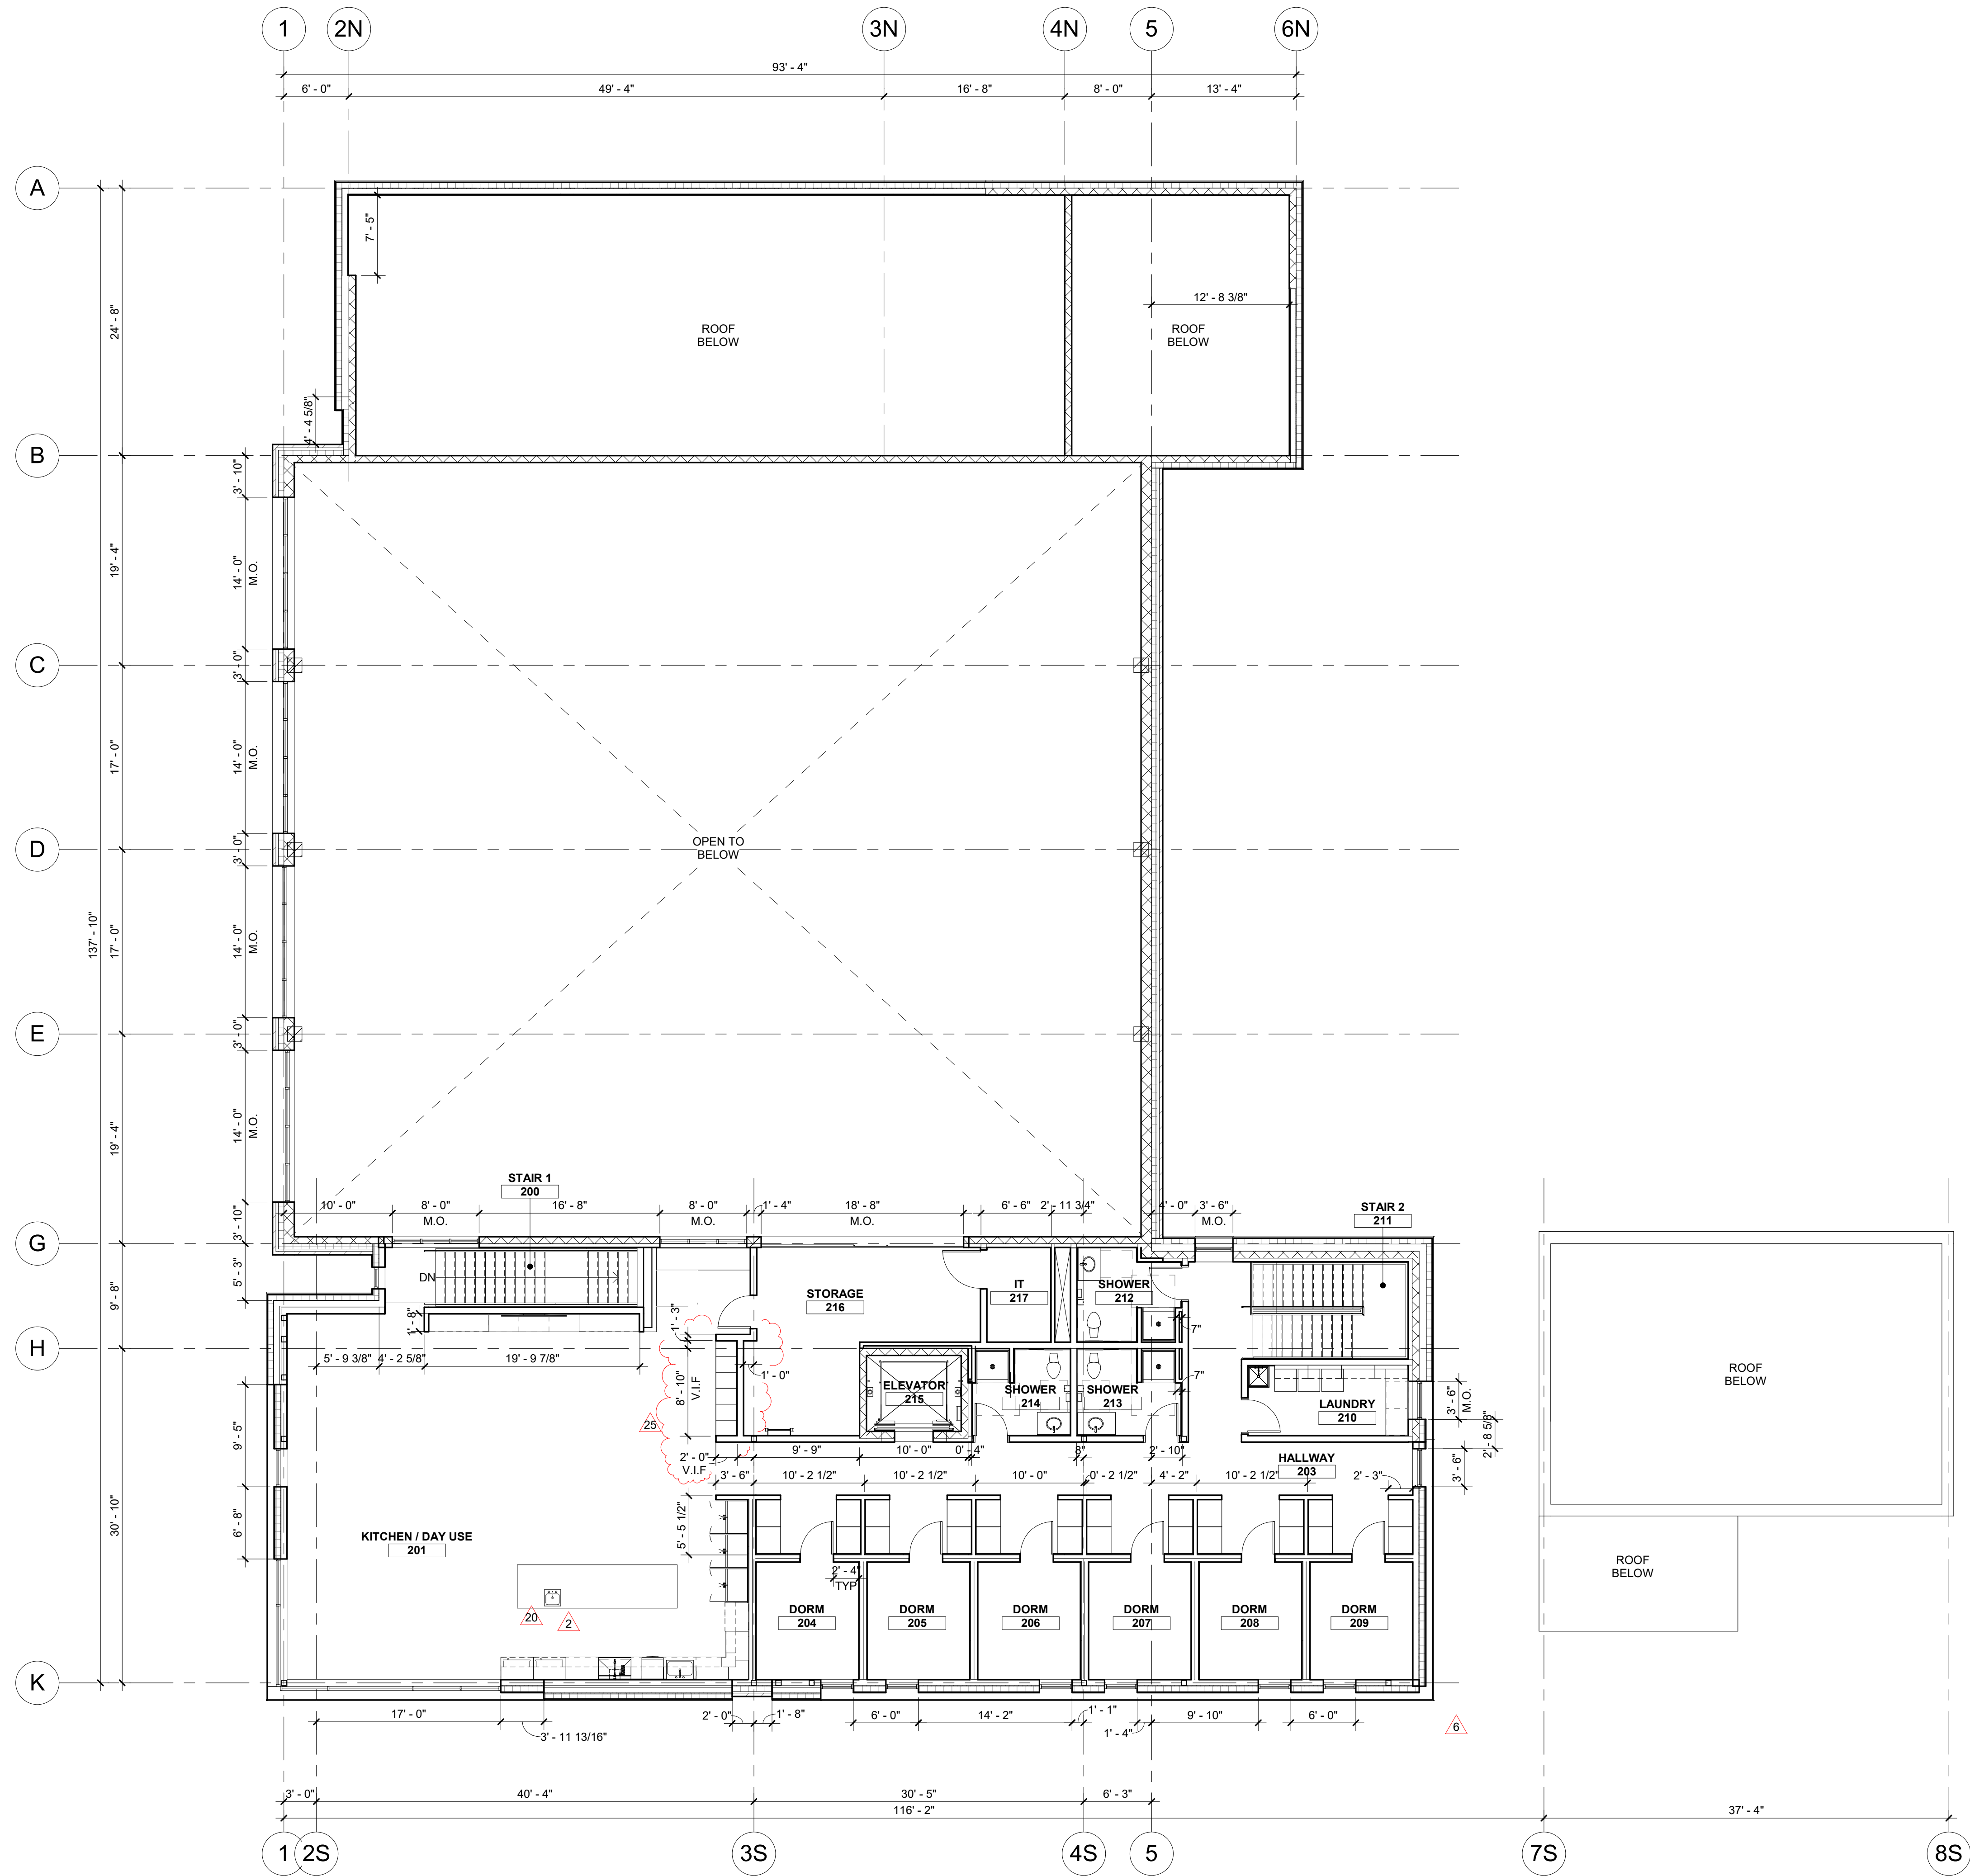 1
2N
3N
4N
5
6N
93' - 4"
6' - 0"
49' - 4"
16' - 8"
8' - 0"
13' - 4"
A
7' - 5"
24' - 8"
12' - 8 3/8"
ROOF
BELOW
ROOF
BELOW
4' - 4 5/8"
B
3' - 10"
19' - 4"
14' - 0"
M.O.
C
3' - 0"
17' - 0"
14' - 0"
M.O.
D
3' - 0"
OPEN TO
BELOW
137' - 10"
17' - 0"
14' - 0"
M.O.
E
3' - 0"
19' - 4"
14' - 0"
M.O.
STAIR 1
200
10' - 0"
8' - 0"
M.O.
16' - 8"
8' - 0"
M.O.
1' - 4"
18' - 8"
M.O.
6' - 6"
2' - 11 3/4"
4' - 0"
3' - 6"
M.O.
STAIR 2
211
3' - 10"
G
5' - 3"
9' - 8"
DN
STORAGE
216
IT
217
SHOWER
212
1' - 8"
1' - 3"
7"
H
5' - 9 3/8"
4' - 2 5/8"
19' - 9 7/8"
1' - 0"
8' - 10"
V.I.F
ELEVATOR
215
SHOWER
214
SHOWER
213
7"
LAUNDRY
210
3' - 6"
M.O.
2' - 8 5/8"
25
9' - 5"
2' - 0"
V.I.F
9' - 9"
10' - 0"
0' - 4"
8"
2' - 10"
HALLWAY
203
3' - 6"
3' - 6"
10' - 2 1/2"
10' - 2 1/2"
10' - 0"
0' - 2 1/2"
4' - 2"
10' - 2 1/2"
2' - 3"
6' - 8"
30' - 10"
5' - 5 1/2"
KITCHEN / DAY USE
201
2' - 4"
TYP
20
2
DORM
204
DORM
205
DORM
206
DORM
207
DORM
208
DORM
209
ROOF
BELOW
ROOF
BELOW
K
17' - 0"
3' - 11 13/16"
2' - 0"
1' - 8"
6' - 0"
14' - 2"
1' - 1"
1' - 4"
9' - 10"
6' - 0"
6
3' - 0"
40' - 4"
30' - 5"
6' - 3"
116' - 2"
37' - 4"
1
2S
3S
4S
5
7S
8S